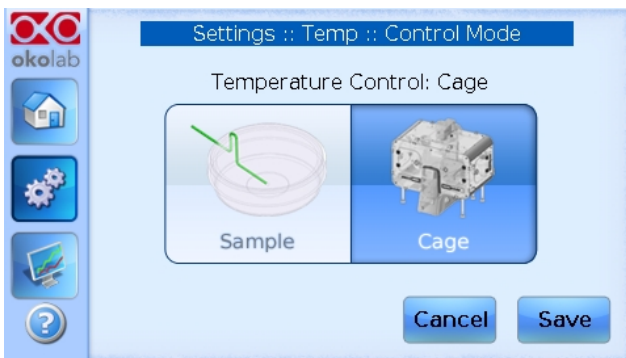 okolab
Settings :: Temp :: Control Mode
Temperature Control: Cage
Sample
Cage
?
Cancel
Save